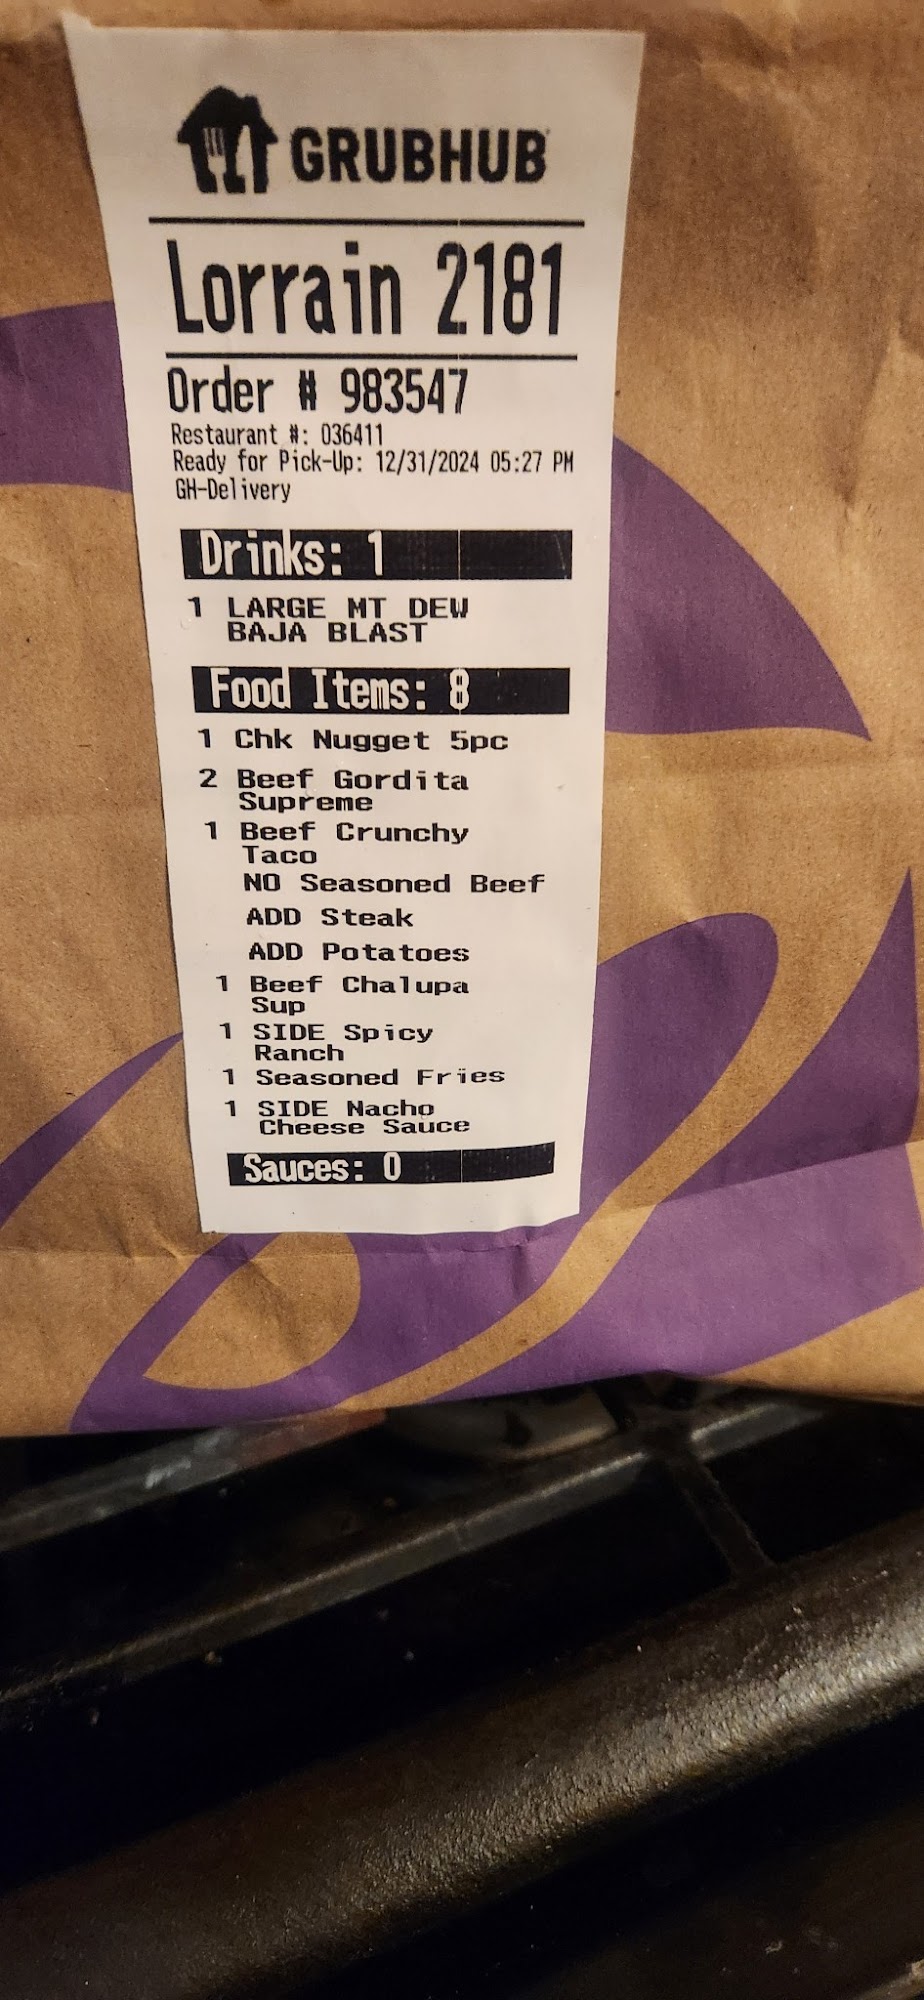 GRUBHUB
Lorrain 2181
Order # 983547
Restaurant #: 036411
Ready for Pick-Up: 12/31/2024 05:27 PM
GH-Delivery
Drinks: 1
1 LARGE MT DEW
BAJA BLAST
Food Items: 8
1 Chk Nugget 5pc
2 Beef Gordita
Supreme
1 Beef Crunchy
Taco
NO Seasoned Beef
ADD Steak
ADD Potatoes
1 Beef Chalupa
Sup
1 SIDE Spicy
Ranch
1 Seasoned Fries
1 SIDE Nacho
Cheese Sauce
Sauces: 0